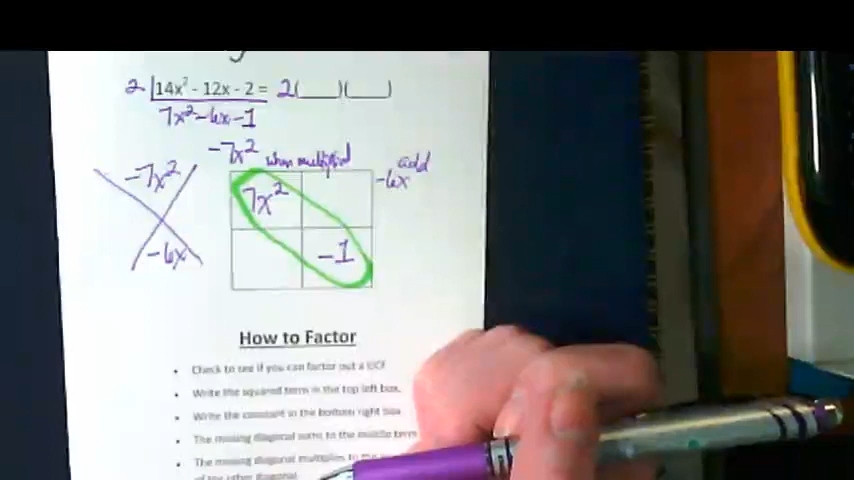 2 14x² - 12x - 2 = 2(____)(____)
7x²-6x-1
-7x² when multiplied
-7x² 7x² add
-6x
-6x -1
How to Factor
• Check to see if you can factor out a GCF
• Write the squared term in the top left box.
• Write the constant in the bottom right box
• The missing diagonal sums to the middle term
• The missing diagonal multiplies to the
of the other diagonal